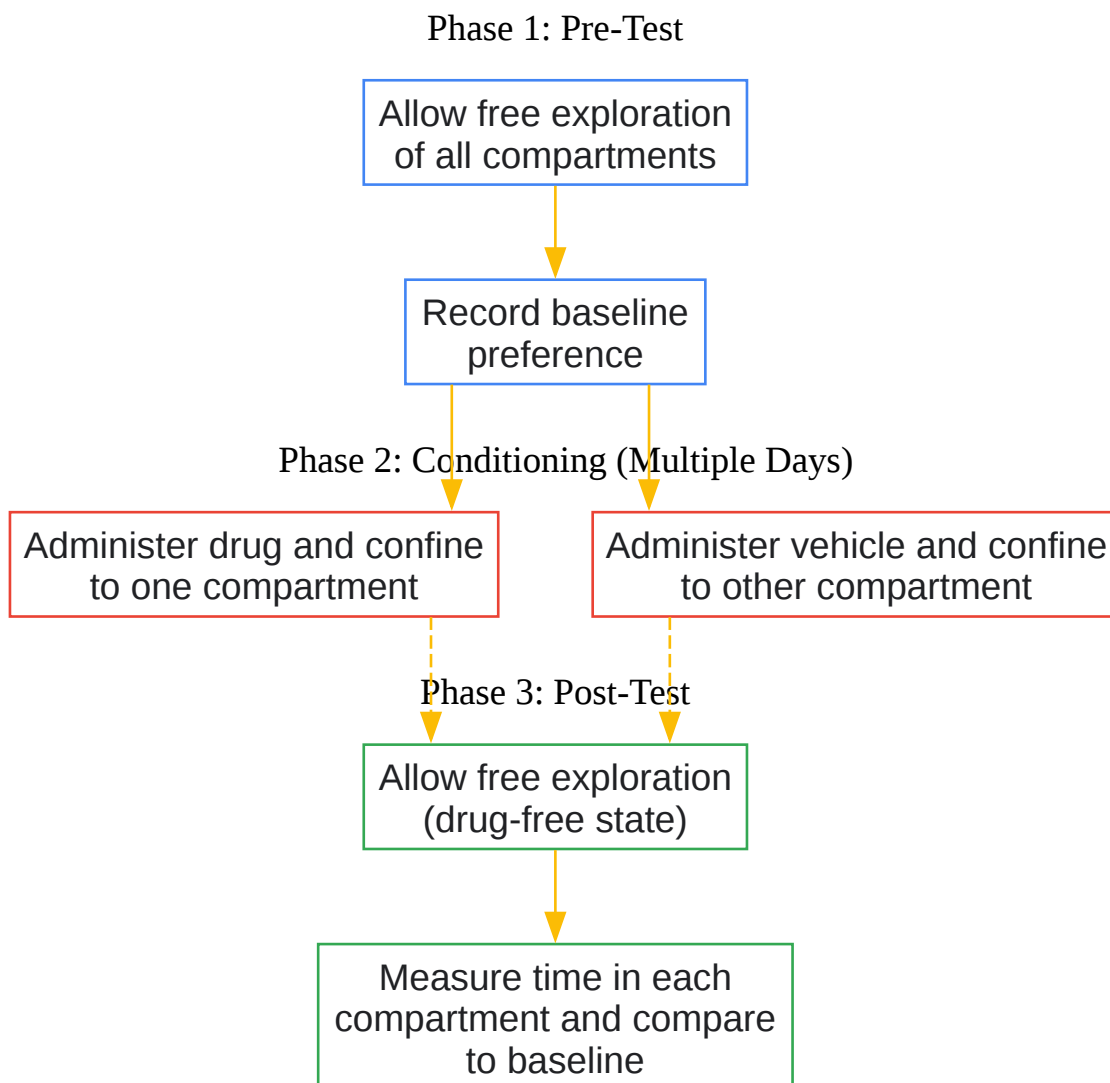 Phase 1: Pre-Test
Allow free exploration
of all compartments
Record baseline
preference
Phase 2: Conditioning (Multiple Days)
Administer drug and confine
to one compartment
Administer vehicle and confine
to other compartment
Phase 3: Post-Test
Allow free exploration
(drug-free state)
Measure time in each
compartment and compare
to baseline